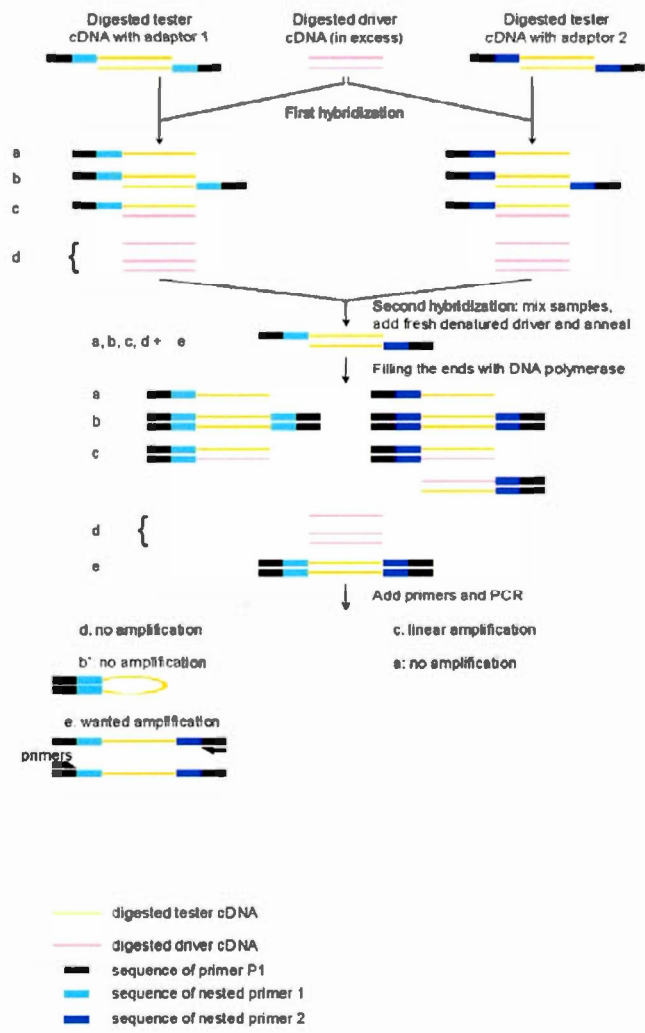 Digested tester
cDNA with adaptor 1
Digested driver
cDNA (in excess)
Digested tester
cDNA with adaptor 2
First hybridization
a
b
c
d {
Second hybridization: mix samples,
add fresh denatured driver and anneal
a, b, c, d + e
Filling the ends with DNA polymerase
a
b
c
d {
e
Add primers and PCR
d. no amplification
c. linear amplification
b': no amplification
a: no amplification
e. wanted amplification
primers
digested tester cDNA
digested driver cDNA
sequence of primer P1
sequence of nested primer 1
sequence of nested primer 2